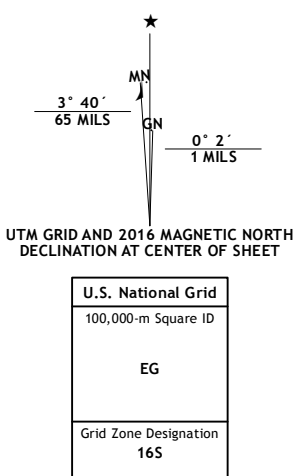 MN
3° 40´
65 MILS
GN
0° 2´
1 MILS
UTM GRID AND 2016 MAGNETIC NORTH
DECLINATION AT CENTER OF SHEET
U.S. National Grid
100,000-m Square ID
EG
Grid Zone Designation
16S